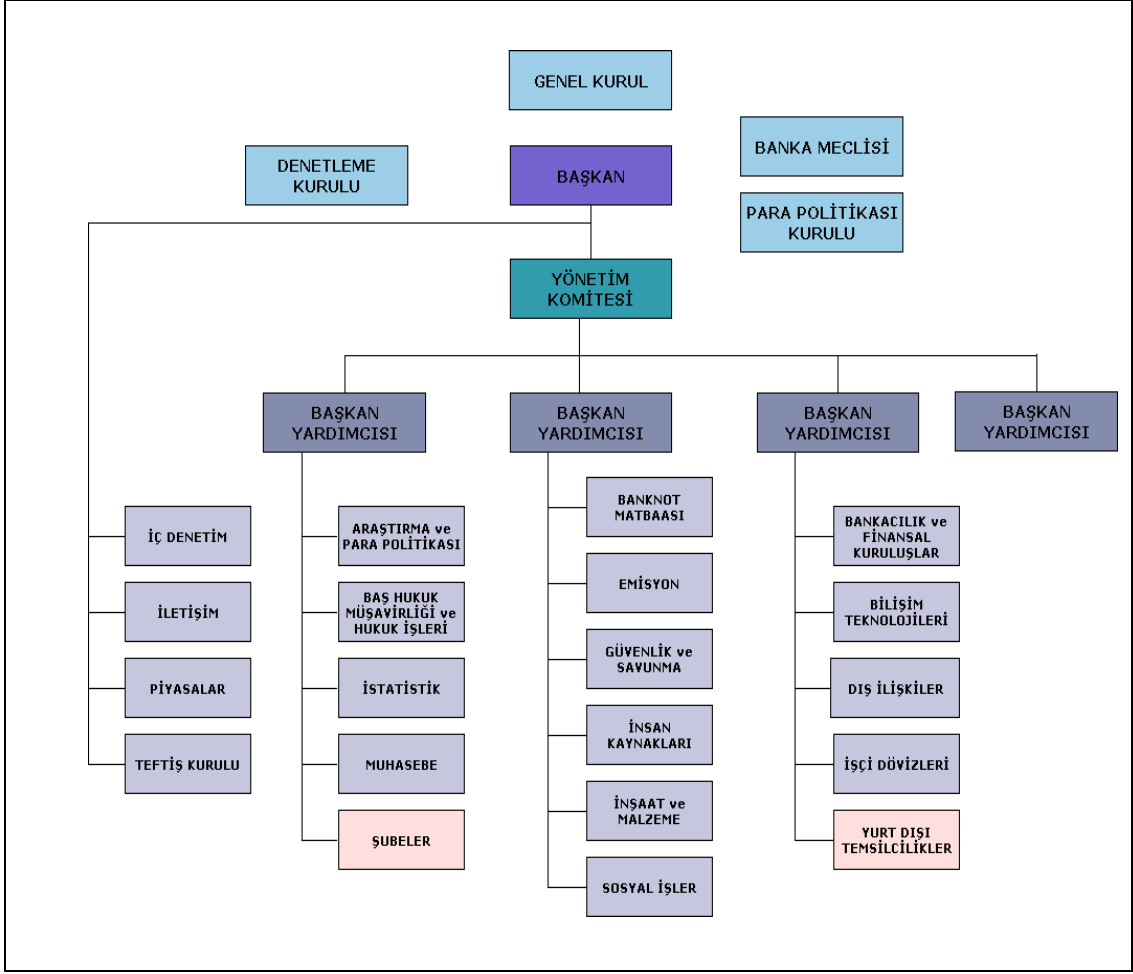 GENEL KURUL
BANKA MECLİSİ
DENETLEME
KURULU
BAŞKAN
PARA POLİTİKASI
KURULU
YÖNETİM
KOMİTESİ
BAŞKAN
YARDIMCISI
BAŞKAN
YARDIMCISI
BAŞKAN
YARDIMCISI
BAŞKAN
YARDIMCISI
İÇ DENETİM
İLETİŞİM
PİYASALAR
TEFTİŞ KURULU
ARAŞTIRMA ve
PARA POLİTİKASI
BAŞ HUKUK
MÜŞAVİRLİĞİ ve
HUKUK İŞLERİ
İSTATİSTİK
MUHASEBE
ŞUBELER
BANKNOT
MATBAASI
EMİSYON
GÜVENLİK ve
SAVUNMA
İNSAN
KAYNAKLARI
İNŞAAT ve
MALZEME
SOSYAL İŞLER
BANKACILIK ve
FİNANSAL
KURULUŞLAR
BİLİŞİM
TEKNOLOJİLERİ
DIŞ İLİŞKİLER
İŞÇİ DÖVİZLERİ
YURT DIŞI
TEMSİLCİLİKLER